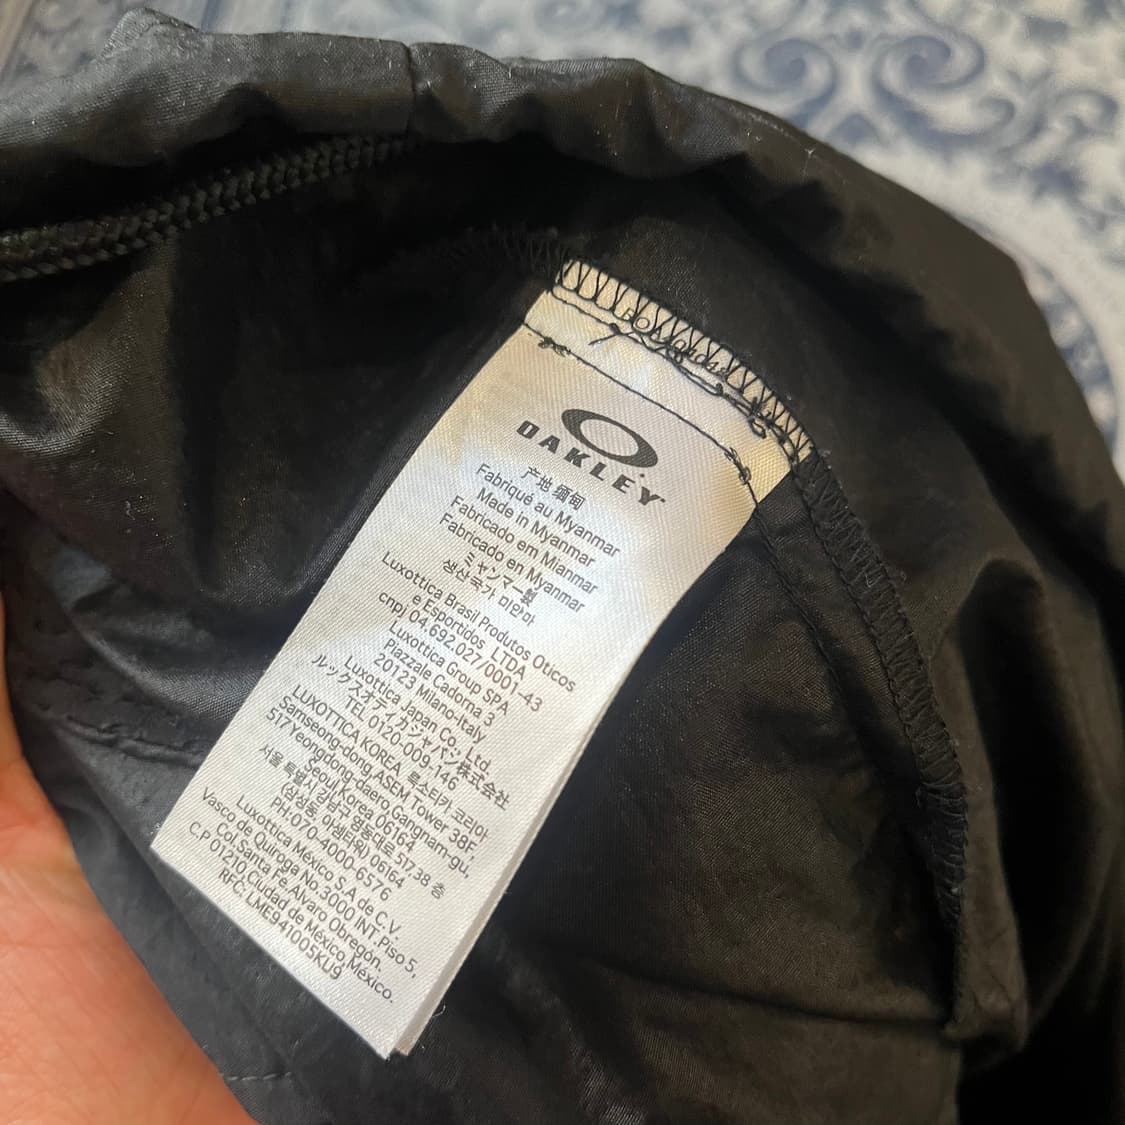 OAKLEY
产地 缅甸
Fabriqué au Myanmar
Made in Myanmar
Fabricado em Mianmar
Fabricado en Myanmar
ミャンマー製
생산 국가 미얀마
Luxottica Brasil Produtos Oticos
e Esportidos, LTDA
cnpj 04.692.027/0001-43
Luxottica Group SPA
Piazzale Cadorna 3
20123 Milano-Italy
Luxottica Japan Co., Ltd.
ルックスオティカジャパン株式会社
TEL 0120-009-146
LUXOTTICA KOREA, 룩소티카 코리아
Samseong-dong,ASEM Tower 38F,
517Yeongdong-daero, Gangnam-gu,
Seoul,Korea 06164
서울 특별시 강남구 영동대로 517,38 층
(삼성동 아셈타워) 06164
PH:070-4000-6576
Luxottica México S.A. de C.V.
Vasco de Quiroga No.3000 INT.Piso 5,
Col.Santa Fe.Alvaro Obregón.
C.P 01210,Ciudad de México,México.
RFC: LME941005KU9